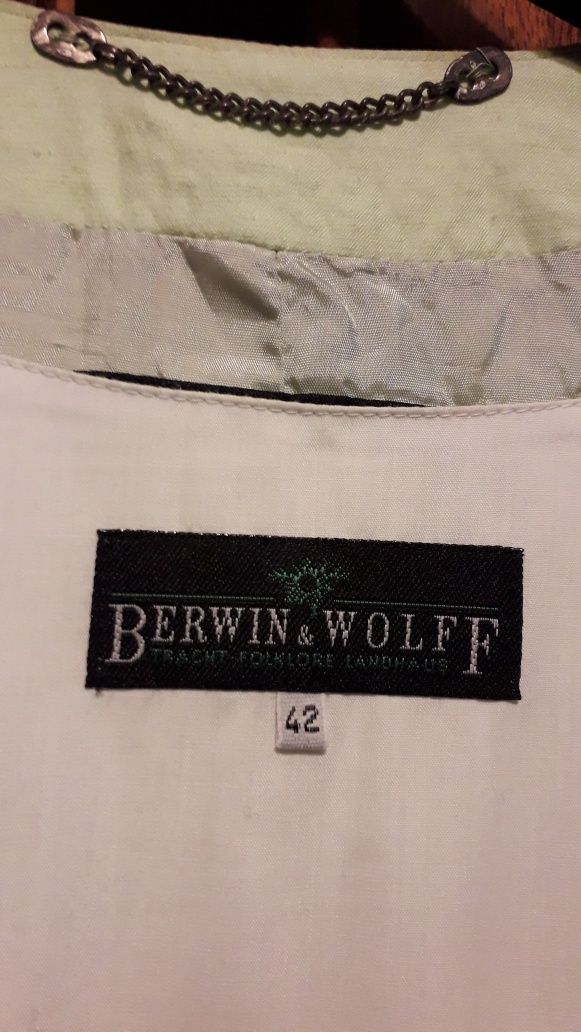 BERWIN & WOLFF
TRACHT-FOLKLORE LANDHAUS
42